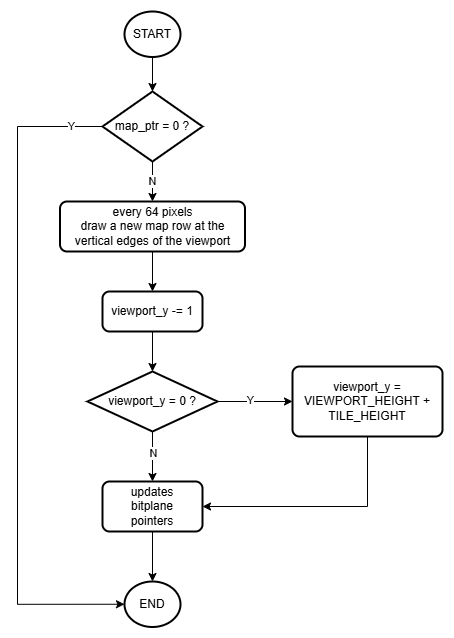 START
map_ptr = 0 ?
Y
N
every 64 pixels
draw a new map row at the
vertical edges of the viewport
viewport_y -= 1
viewport_y = 0 ?
Y
viewport_y =
VIEWPORT_HEIGHT +
TILE_HEIGHT
N
updates
bitplane
pointers
END